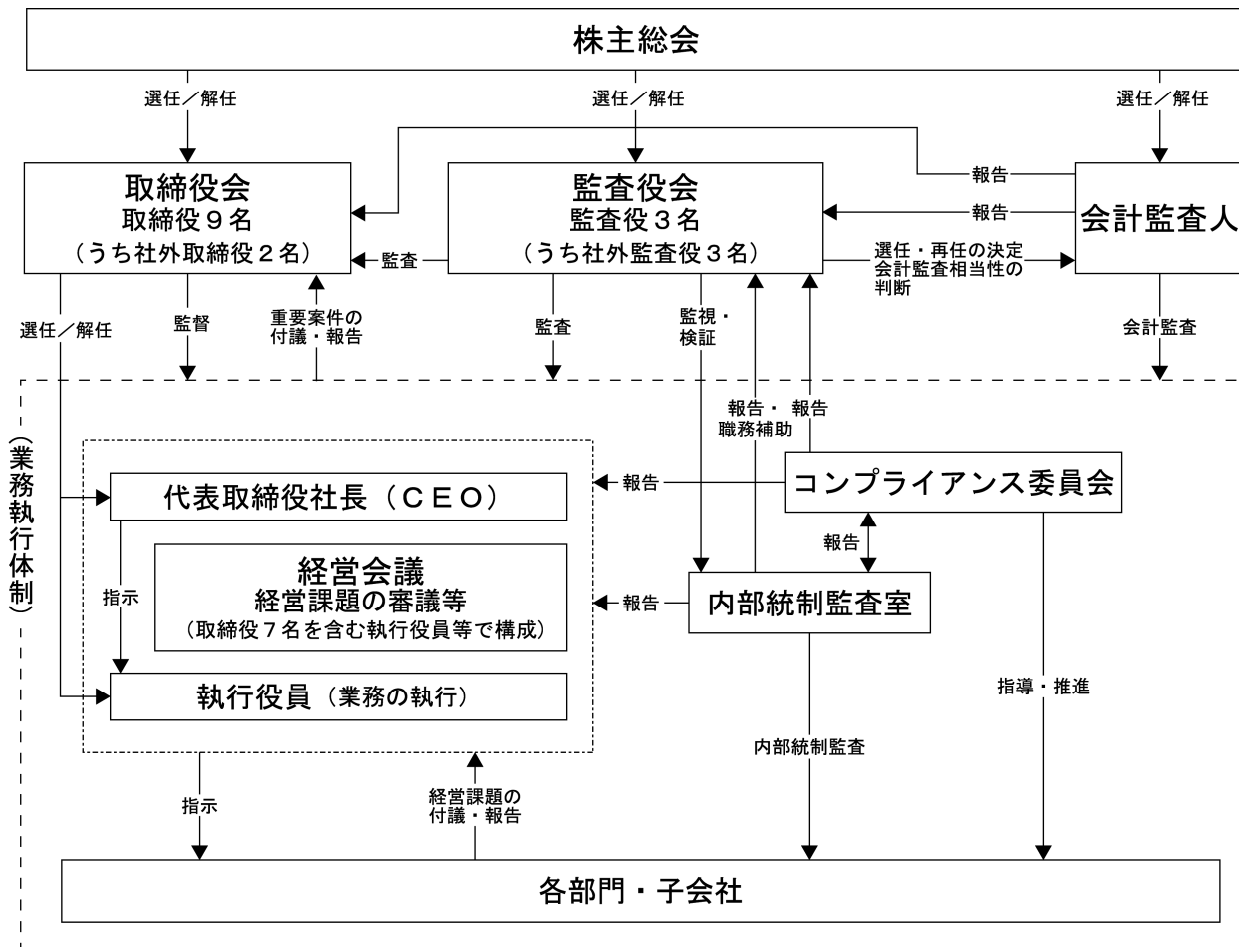 株主総会
選任／解任
選任／解任
選任／解任
取締役会
取締役９名
（うち社外取締役２名）
監査役会
監査役３名
（うち社外監査役３名）
会計監査人
報告
報告
監査
選任・再任の決定
会計監査相当性の
判断
選任／解任
監督
重要案件の
付議・報告
監査
監視・
検証
会計監査
報告・
職務補助
報告
（業務執行体制）
代表取締役社長（ＣＥＯ）
報告
コンプライアンス委員会
指示
経営会議
経営課題の審議等
（取締役７名を含む執行役員等で構成）
報告
報告
内部統制監査室
執行役員（業務の執行）
指導・推進
内部統制監査
指示
経営課題の
付議・報告
各部門・子会社